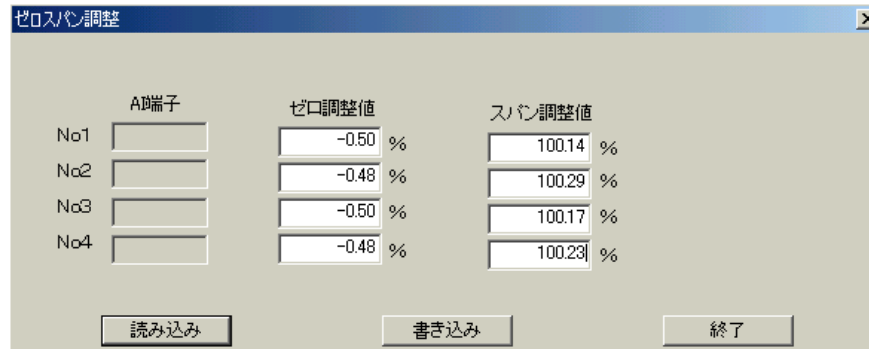 ゼロスパン調整
AI端子 ゼロ調整値 スパン調整値
No1 -0.50 % 100.14 %
No2 -0.48 % 100.29 %
No3 -0.50 % 100.17 %
No4 -0.48 % 100.23 %
読み込み 書き込み 終了